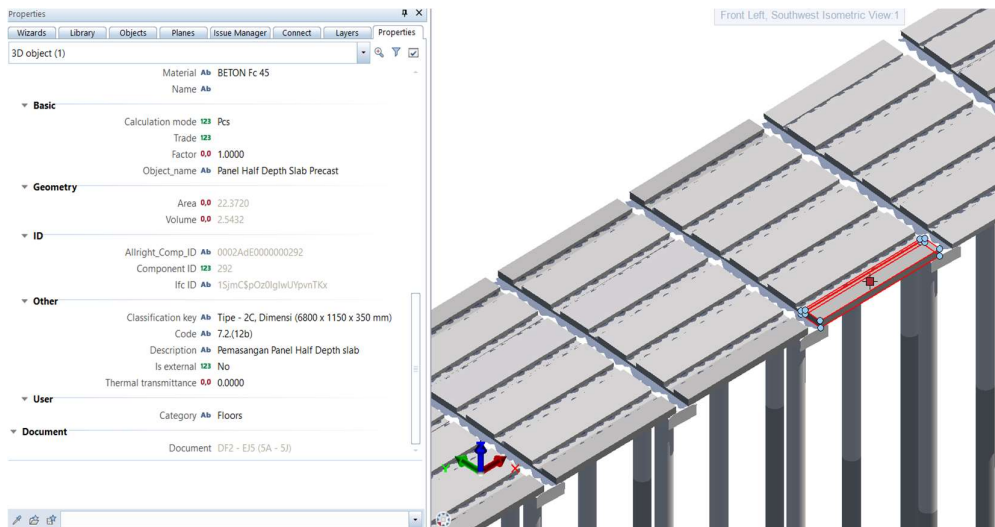 Properties
Wizards Library Objects Planes Issue Manager Connect Layers Properties
3D object (1)
Material Ab BETON Fc 45
Name Ab
Basic
Calculation mode 123 Pcs
Trade 123
Factor 0,0 1.0000
Object_name Ab Panel Half Depth Slab Precast
Geometry
Area 0,0 22.3720
Volume 0,0 2.5432
ID
Allright_Comp_ID Ab 0002AdE0000000292
Component ID 123 292
Ifc ID Ab
Other
Classification key Ab Tipe - 2C, Dimensi (6800 x 1150 x 350 mm)
Code Ab 7.2.(12b)
Description Ab Pemasangan Panel Half Depth slab
Is external 123 No
Thermal transmittance 0,0 0.0000
User
Category Ab Floors
Document
Document DF2 - EJ5 (5A - 5J)
Front Left, Southwest Isometric View:1
Y X